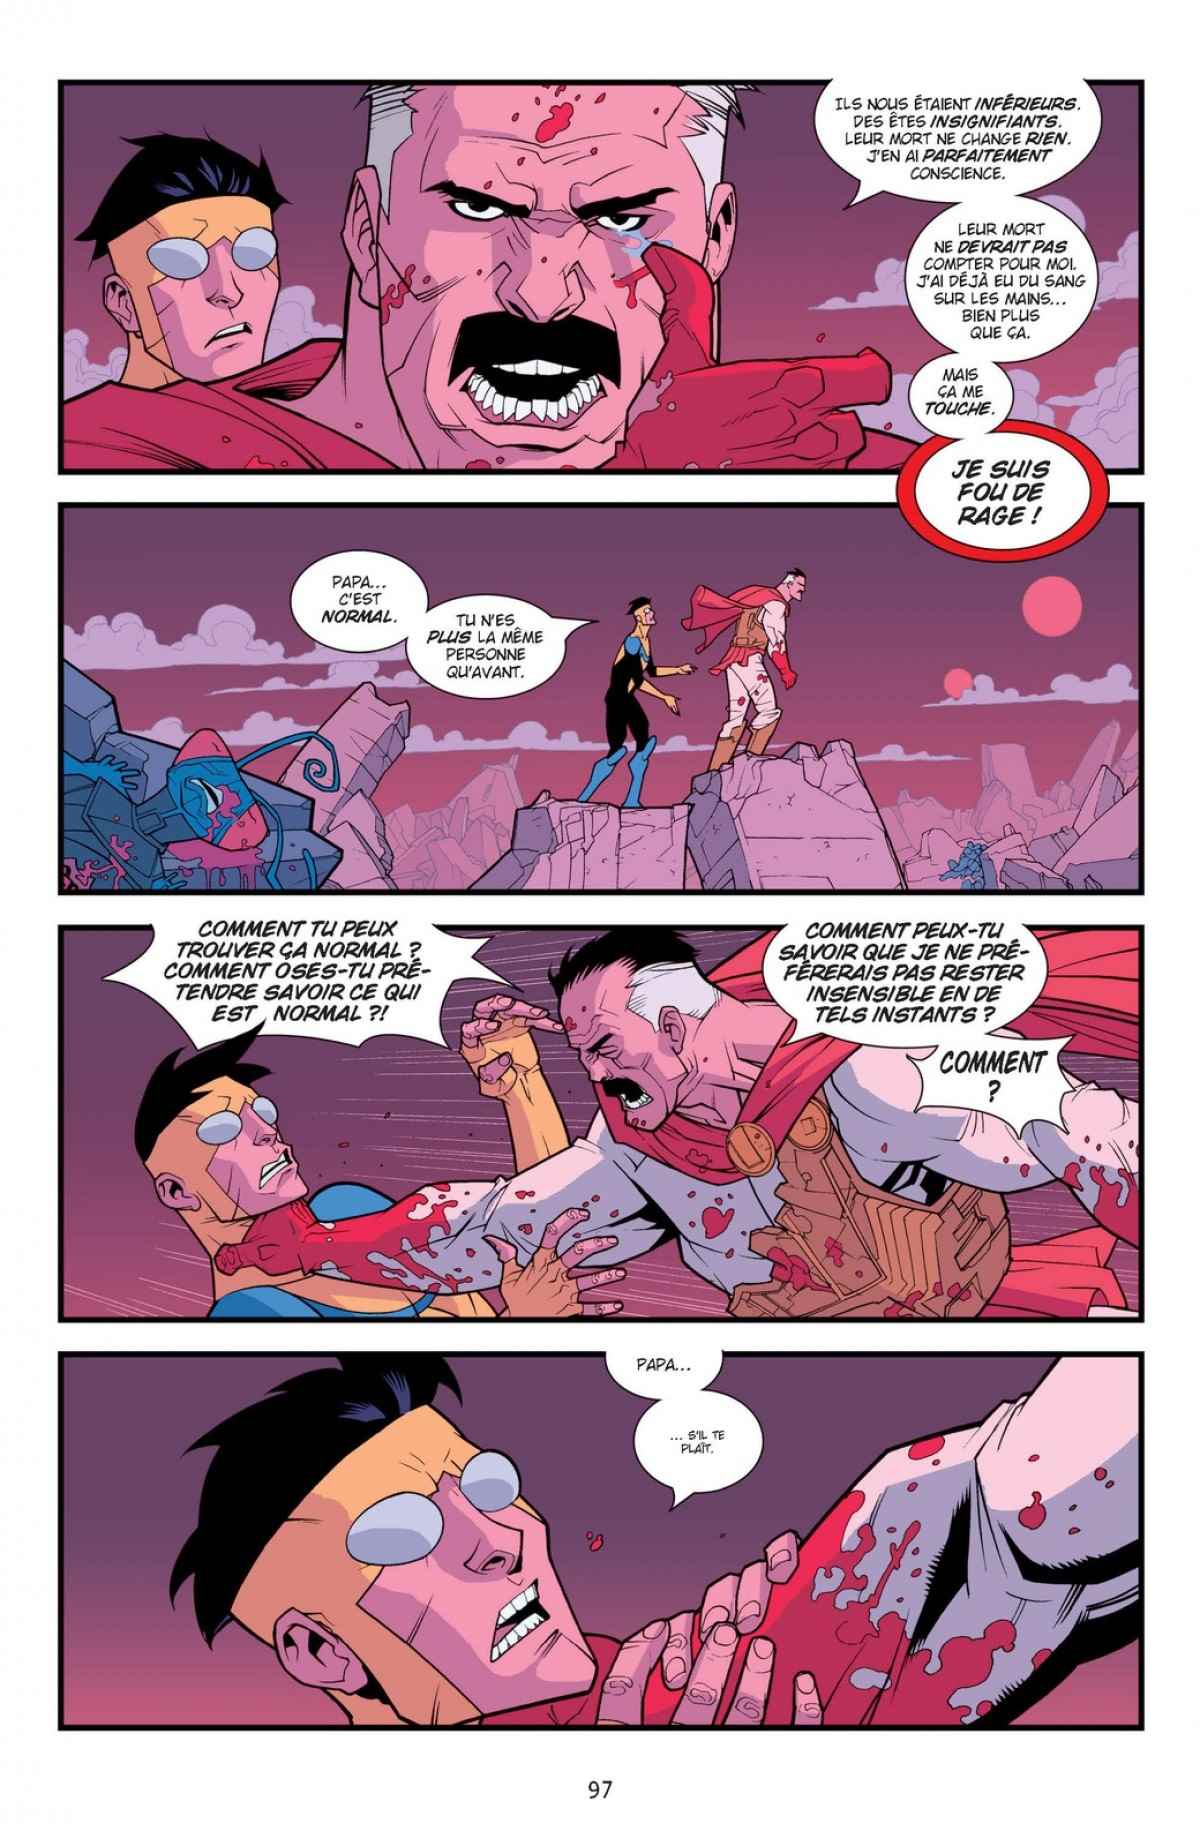 ILS NOUS ÉTAIENT INFÉRIEURS.
DES ÊTES INSIGNIFIANTS.
LEUR MORT NE CHANGE RIEN.
J'EN AI PARFAITEMENT
CONSCIENCE.
LEUR MORT
NE DEVRAIT PAS
COMPTER POUR MOI.
J'AI DÉJÀ EU DU SANG
SUR LES MAINS...
BIEN PLUS
QUE ÇA.
MAIS
ÇA ME
TOUCHE.
JE SUIS
FOU DE
RAGE !
PAPA...
C'EST
NORMAL.
TU N'ES
PLUS LA MÊME
PERSONNE
QU'AVANT.
COMMENT TU PEUX
TROUVER ÇA NORMAL ?
COMMENT OSES-TU PRÉ-
TENDRE SAVOIR CE QUI
EST NORMAL ?!
COMMENT PEUX-TU
SAVOIR QUE JE NE PRÉ-
FÉRERAIS PAS RESTER
INSENSIBLE EN DE
TELS INSTANTS ?
COMMENT
?
PAPA...
... S'IL TE
PLAÎT.
97